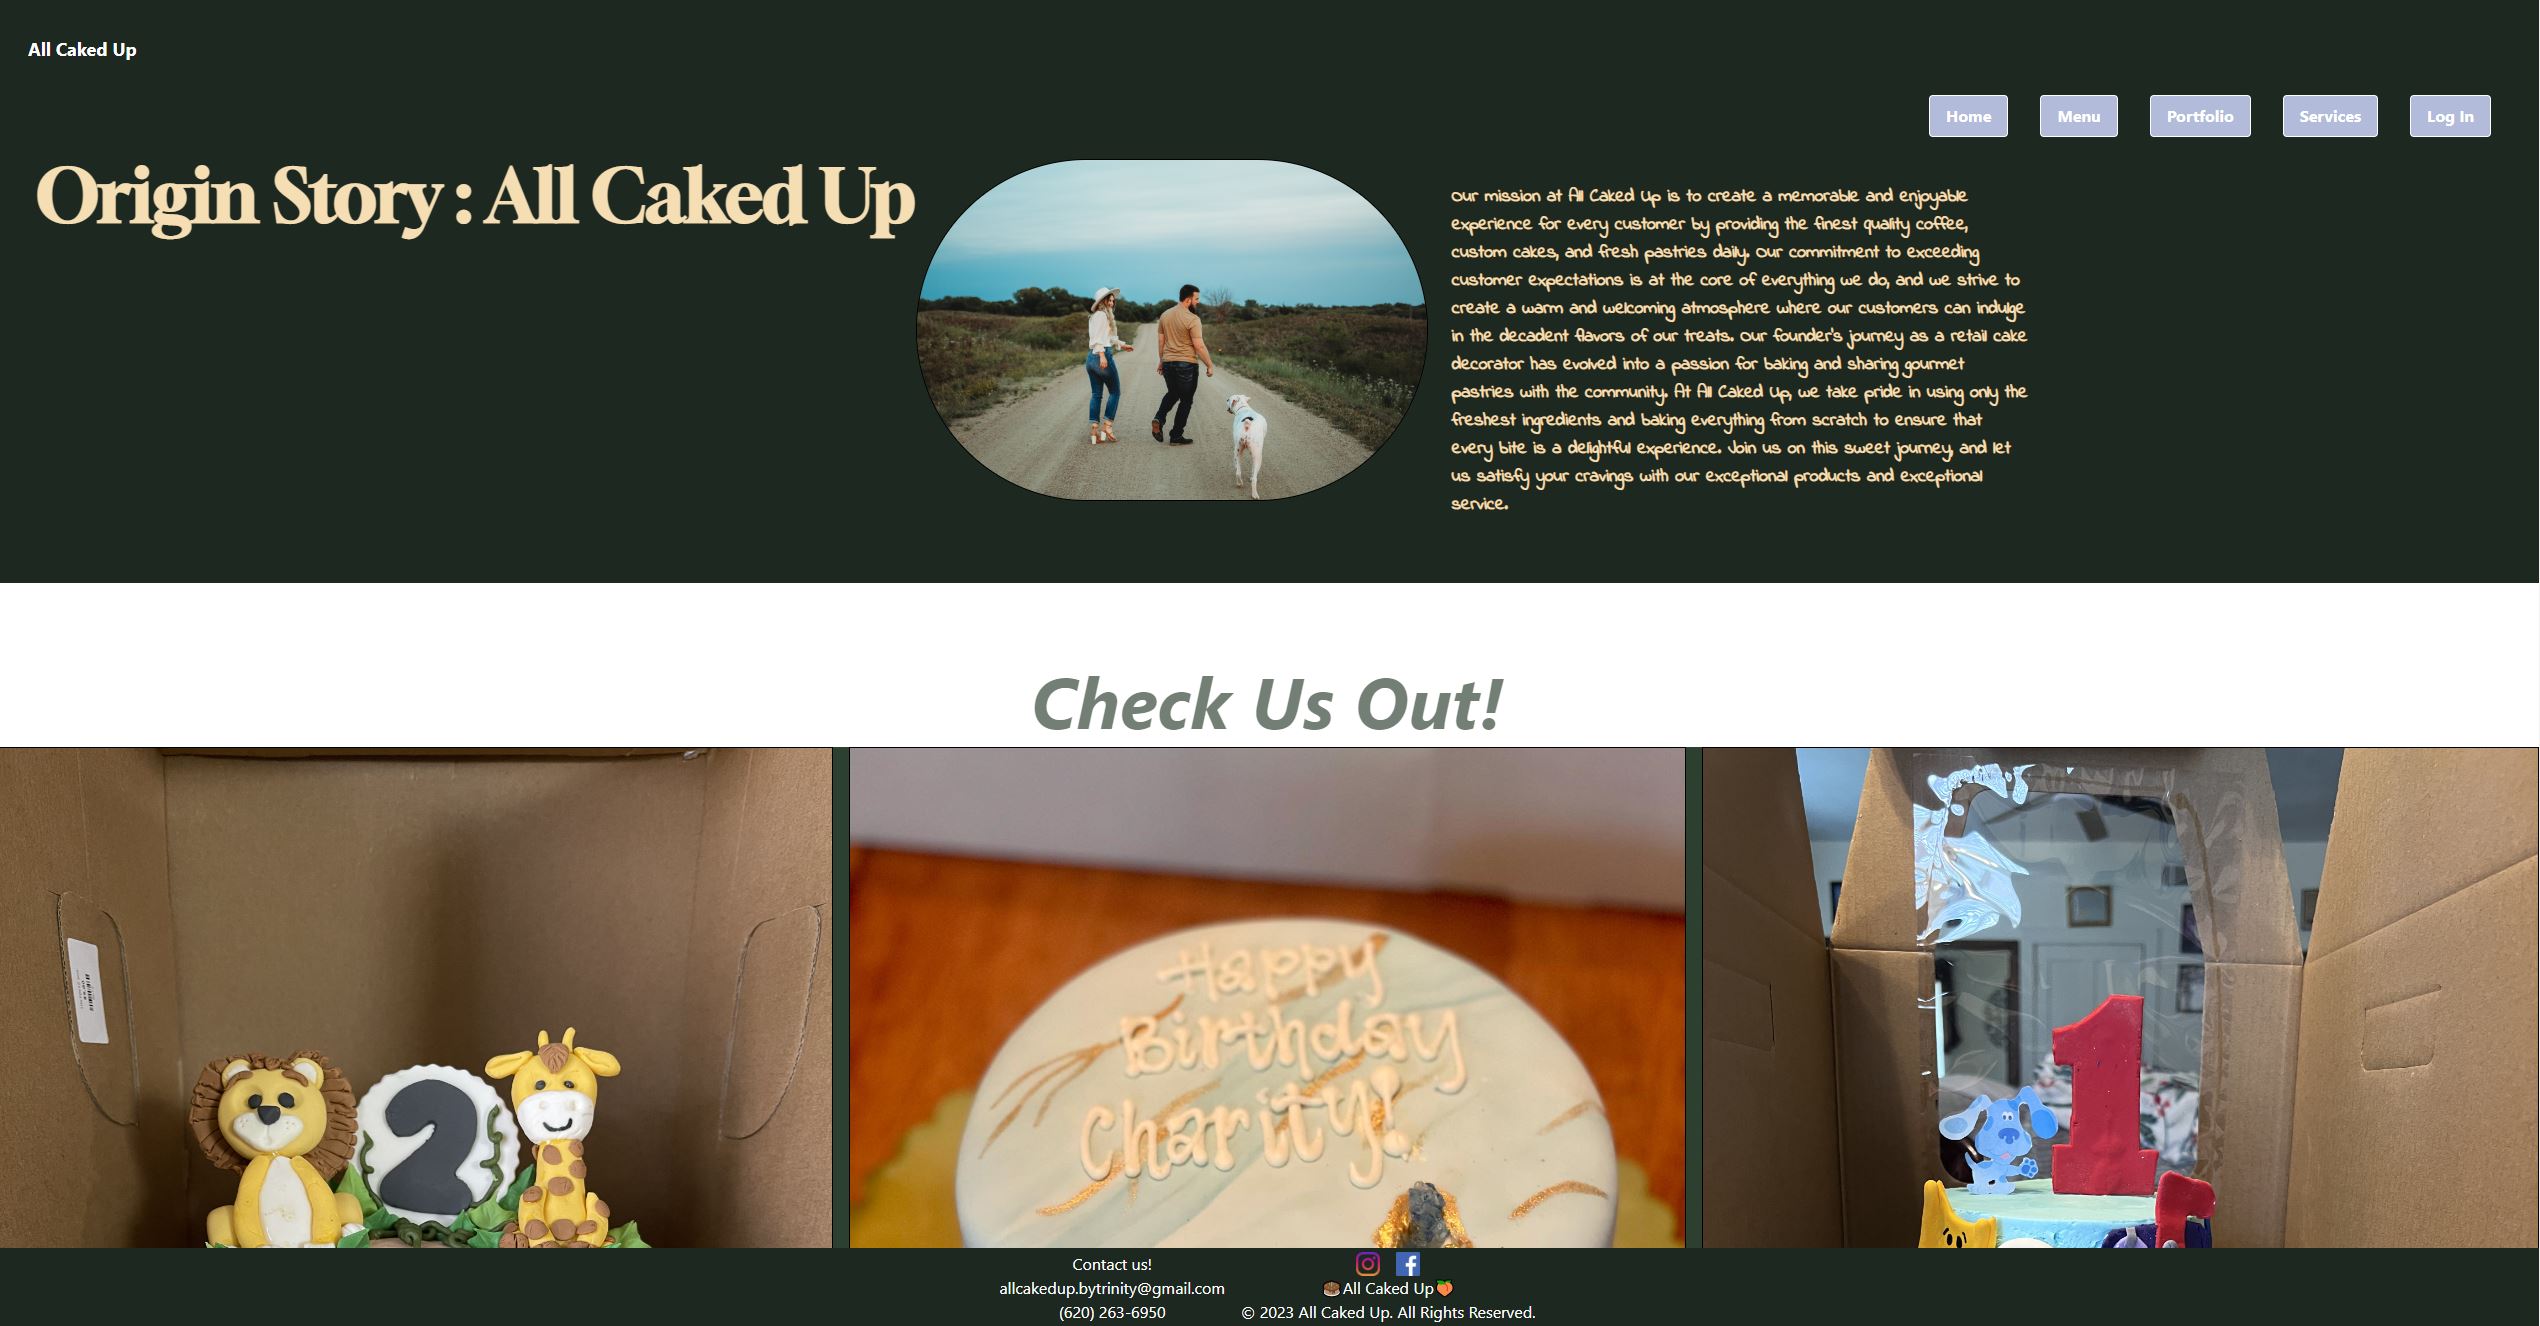 All Caked Up
Home Menu Portfolio Services Log In
Origin Story : All Caked Up
Our mission at All Caked Up is to create a memorable and enjoyable
experience for every customer by providing the finest quality coffee,
custom cakes, and fresh pastries daily. Our commitment to exceeding
customer expectations is at the core of everything we do, and we strive to
create a warm and welcoming atmosphere where our customers can indulge
in the decadent flavors of our treats. Our founder's journey as a retail cake
decorator has evolved into a passion for baking and sharing gourmet
pastries with the community. At All Caked Up, we take pride in using only the
freshest ingredients and baking everything from scratch to ensure that
every bite is a delightful experience. Join us on this sweet journey, and let
us satisfy your cravings with our exceptional products and exceptional
service.
Check Us Out!
2
Happy
Birthday
Charity!
1
Contact us!
allcakedup.bytrinity@gmail.com
(620) 263-6950
🎂All Caked Up🍑
© 2023 All Caked Up. All Rights Reserved.